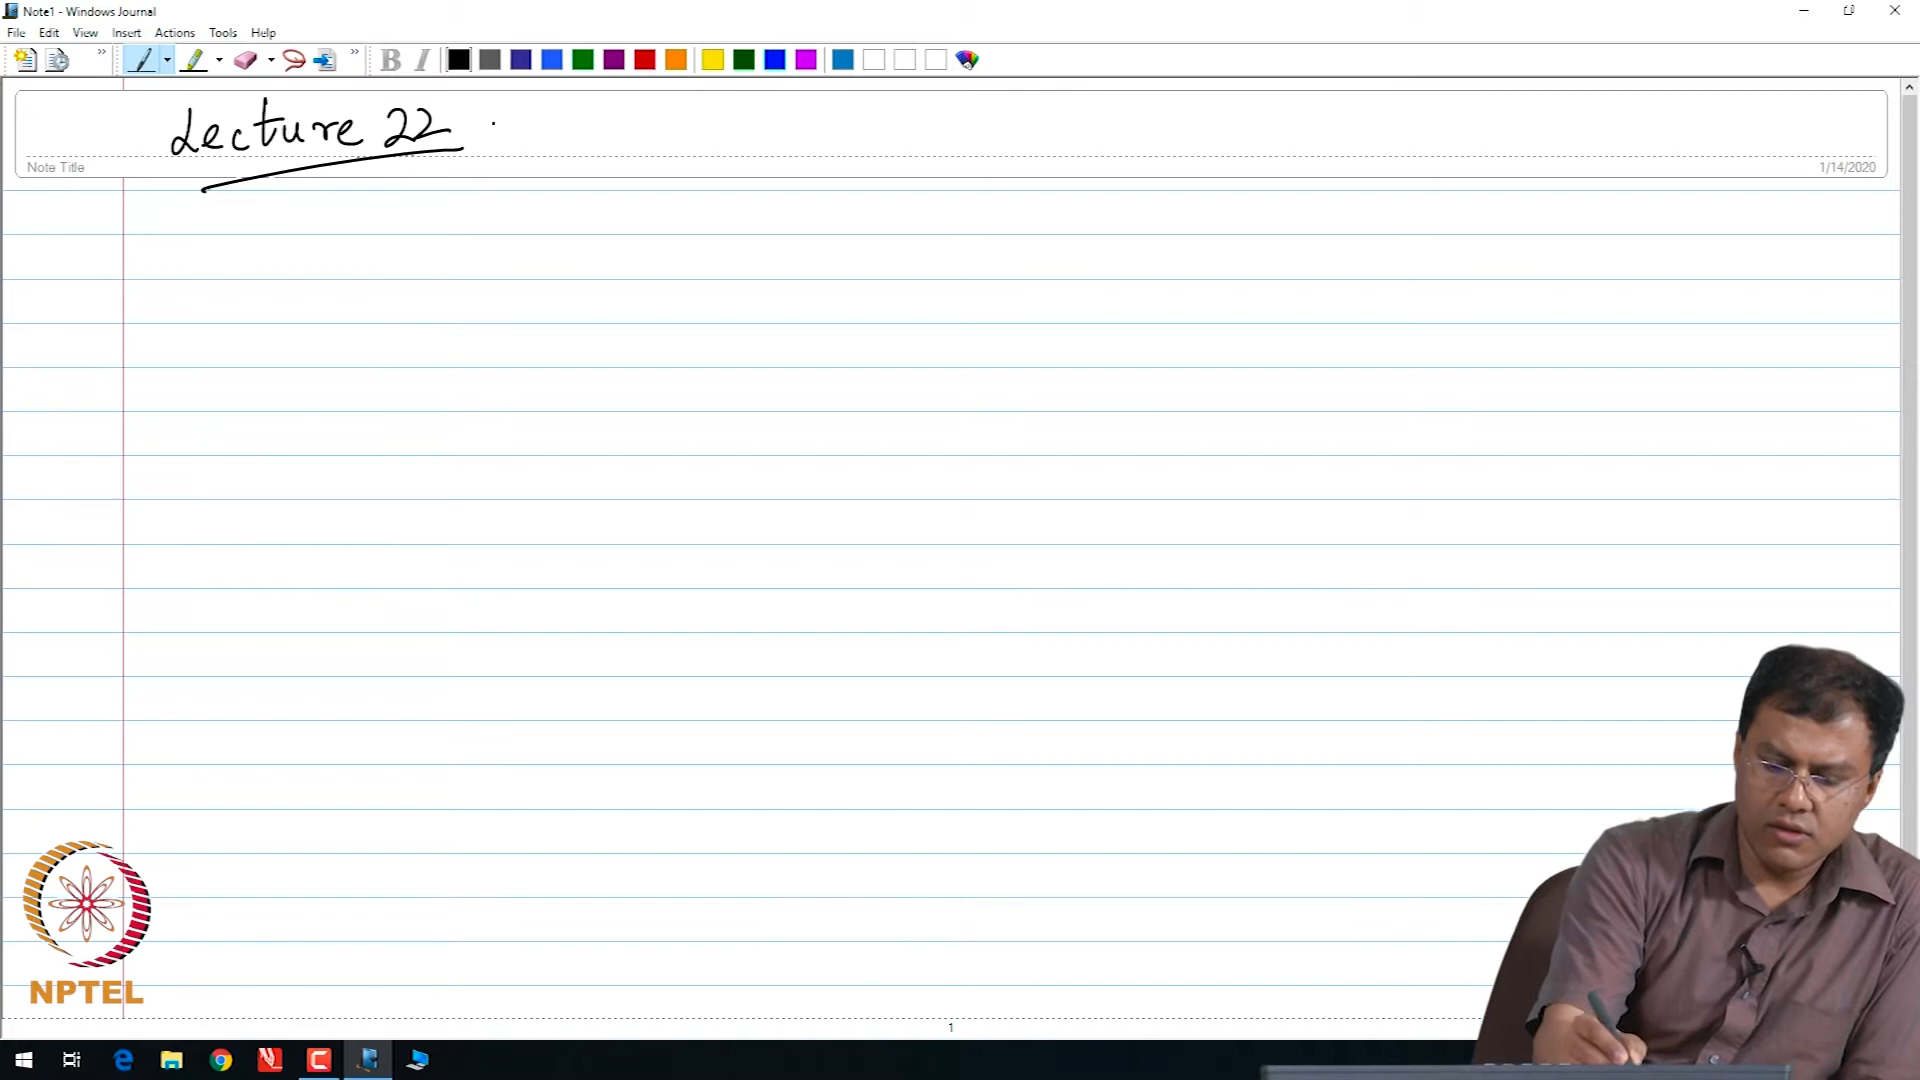 Note1 - Windows Journal
File Edit View Insert Actions Tools Help
B I
Lecture 22
Note Title
1/14/2020
NPTEL
1